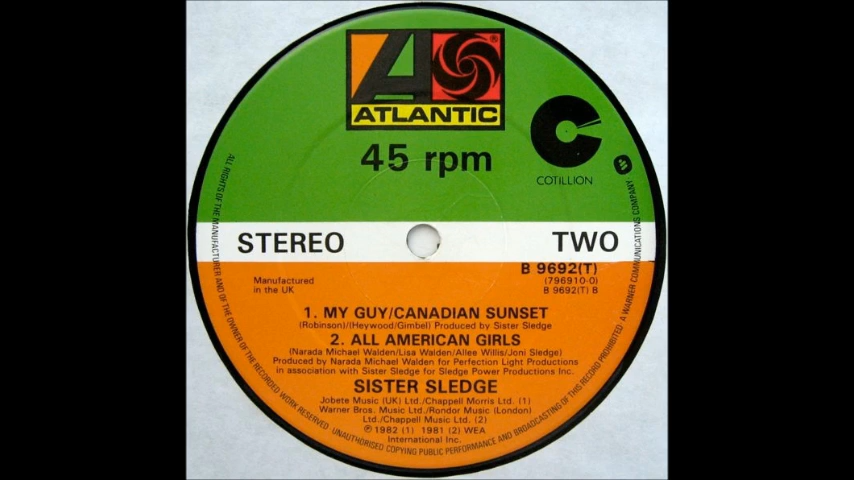 ATLANTIC
®
45 rpm
COTILLION
STEREO
TWO
B 9692(T)
(796910-0)
B 9692(T) B
Manufactured
in the UK
1. MY GUY/CANADIAN SUNSET
(Robinson)/(Heywood/Gimbel) Produced by Sister Sledge
2. ALL AMERICAN GIRLS
(Narada Michael Walden/Lisa Walden/Allee Willis/Joni Sledge)
Produced by Narada Michael Walden for Perfection Light Productions
in association with Sister Sledge for Sledge Power Productions Inc.
SISTER SLEDGE
Jobete Music (UK) Ltd./Chappell Morris Ltd. (1)
Warner Bros. Music Ltd./Rondor Music (London)
Ltd./Chappell Music Ltd. (2)
℗ 1982 (1) 1981 (2) WEA
International Inc.
ALL RIGHTS OF THE MANUFACTURER AND OF THE OWNER OF THE RECORDED WORK RESERVED. UNAUTHORISED COPYING PUBLIC PERFORMANCE AND BROADCASTING OF THIS RECORD PROHIBITED. A WARNER COMMUNICATIONS COMPANY